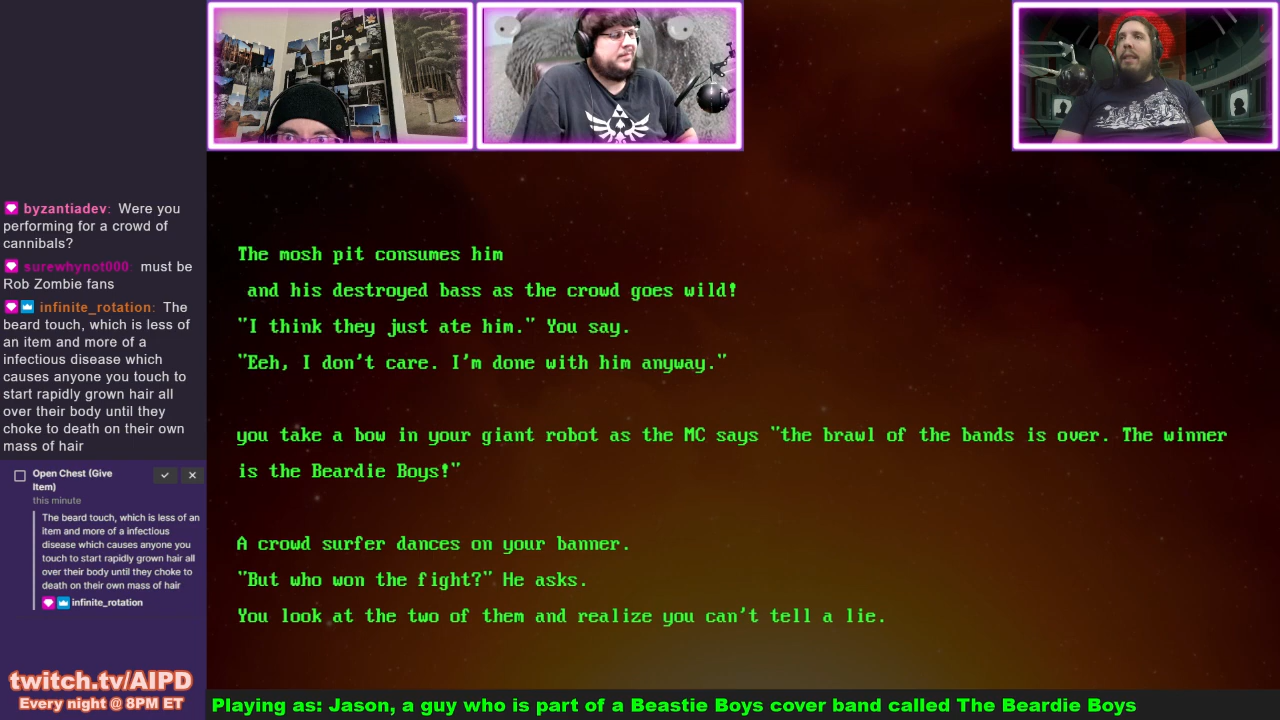 byzantiadev: Were you
performing for a crowd of
cannibals?
surewhynot000: must be
Rob Zombie fans
infinite_rotation: The
beard touch, which is less of
an item and more of a
infectious disease which
causes anyone you touch to
start rapidly grown hair all
over their body until they
choke to death on their own
mass of hair
Open Chest (Give
Item)
this minute
The beard touch, which is less of an
item and more of a infectious
disease which causes anyone you
touch to start rapidly grown hair all
over their body until they choke to
death on their own mass of hair
infinite_rotation
twitch.tv/AIPD
Every night @ 8PM ET
The mosh pit consumes him
and his destroyed bass as the crowd goes wild!
"I think they just ate him." You say.
"Eeh, I don't care. I'm done with him anyway."
you take a bow in your giant robot as the MC says "the brawl of the bands is over. The winner
is the Beardie Boys!"
A crowd surfer dances on your banner.
"But who won the fight?" He asks.
You look at the two of them and realize you can't tell a lie.
Playing as: Jason, a guy who is part of a Beastie Boys cover band called The Beardie Boys